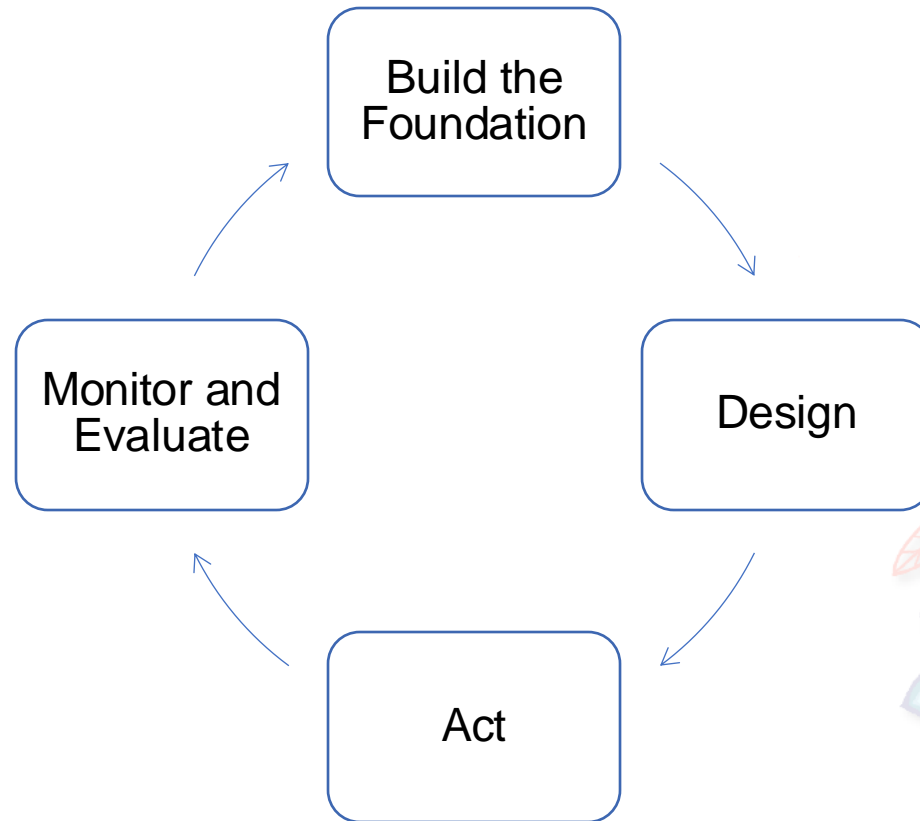 Build the
Foundation
Design
Act
Monitor and
Evaluate